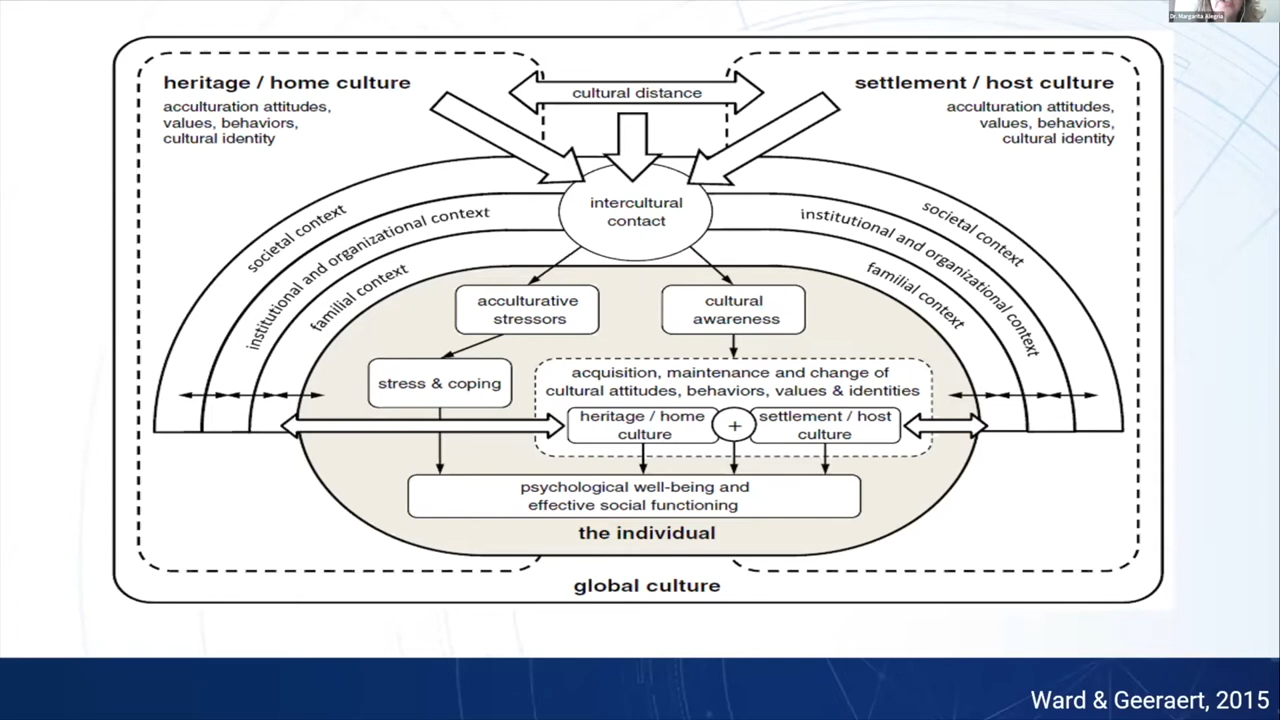 Dr. Margarita Alegria
heritage / home culture
acculturation attitudes,
values, behaviors,
cultural identity
cultural distance
settlement / host culture
acculturation attitudes,
values, behaviors,
cultural identity
intercultural
contact
societal context
institutional and organizational context
familial context
societal context
institutional and organizational context
familial context
acculturative
stressors
cultural
awareness
stress & coping
acquisition, maintenance and change of
cultural attitudes, behaviors, values & identities
heritage / home
culture
+
settlement / host
culture
psychological well-being and
effective social functioning
the individual
global culture
Ward & Geeraert, 2015